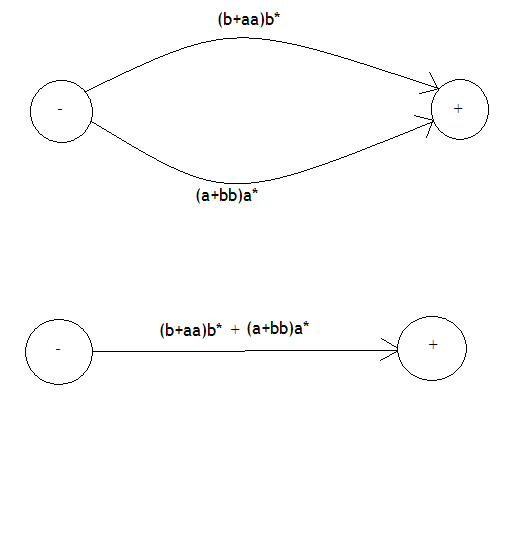 (b+aa)b*
-
+
(a+bb)a*
(b+aa)b* + (a+bb)a*
-
+